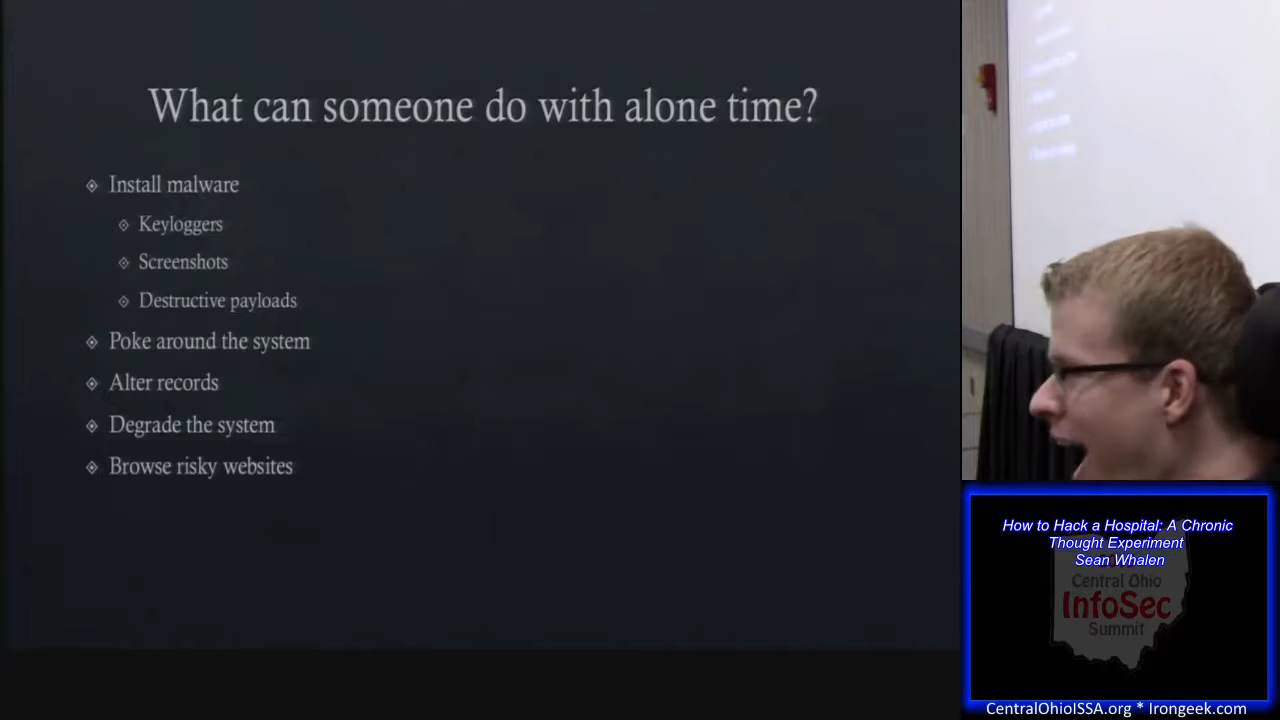 What can someone do with alone time?
Install malware
Keyloggers
Screenshots
Destructive payloads
Poke around the system
Alter records
Degrade the system
Browse risky websites
How to Hack a Hospital: A Chronic
Thought Experiment
Sean Whalen
Central Ohio
InfoSec
Summit
CentralOhioISSA.org * Irongeek.com